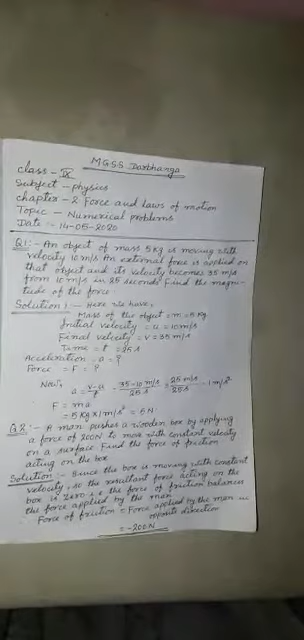 M.G.S.S. Darbhanga
class - IX
Subject - physics
chapter - 2 Force and laws of motion
Topic - Numerical problems
Date :- 14-05-2020
Q1:- An object of mass 5 Kg is moving with
velocity 10 m/s An external force is applied on
that object and its velocity becomes 35 m/s
from 10 m/s in 25 seconds Find the magni-
tude of the force
Solution:- Here we have,
Mass of the object = m = 5 Kg.
Initial velocity = u = 10 m/s
Final velocity = v = 35 m/s
Time = t = 25 s
Acceleration = a = ?
Force = F = ?
Now, a = v-u/t = 35-10 m/s/25 s = 25 m/s/25 s = 1 m/s²
F = ma
= 5 Kg x 1 m/s² = 5 N
Q2:- A man pushes a wooden box by applying
a force of 200N to move with constant velocity
on a surface Find the force of friction
acting on the box
Solution:- Since the box is moving with constant
velocity, so the resultant force acting on the
box is zero i.e the force of friction balances
the force applied by the man
Force of friction = Force applied by the man in
opposite direction
= -200N